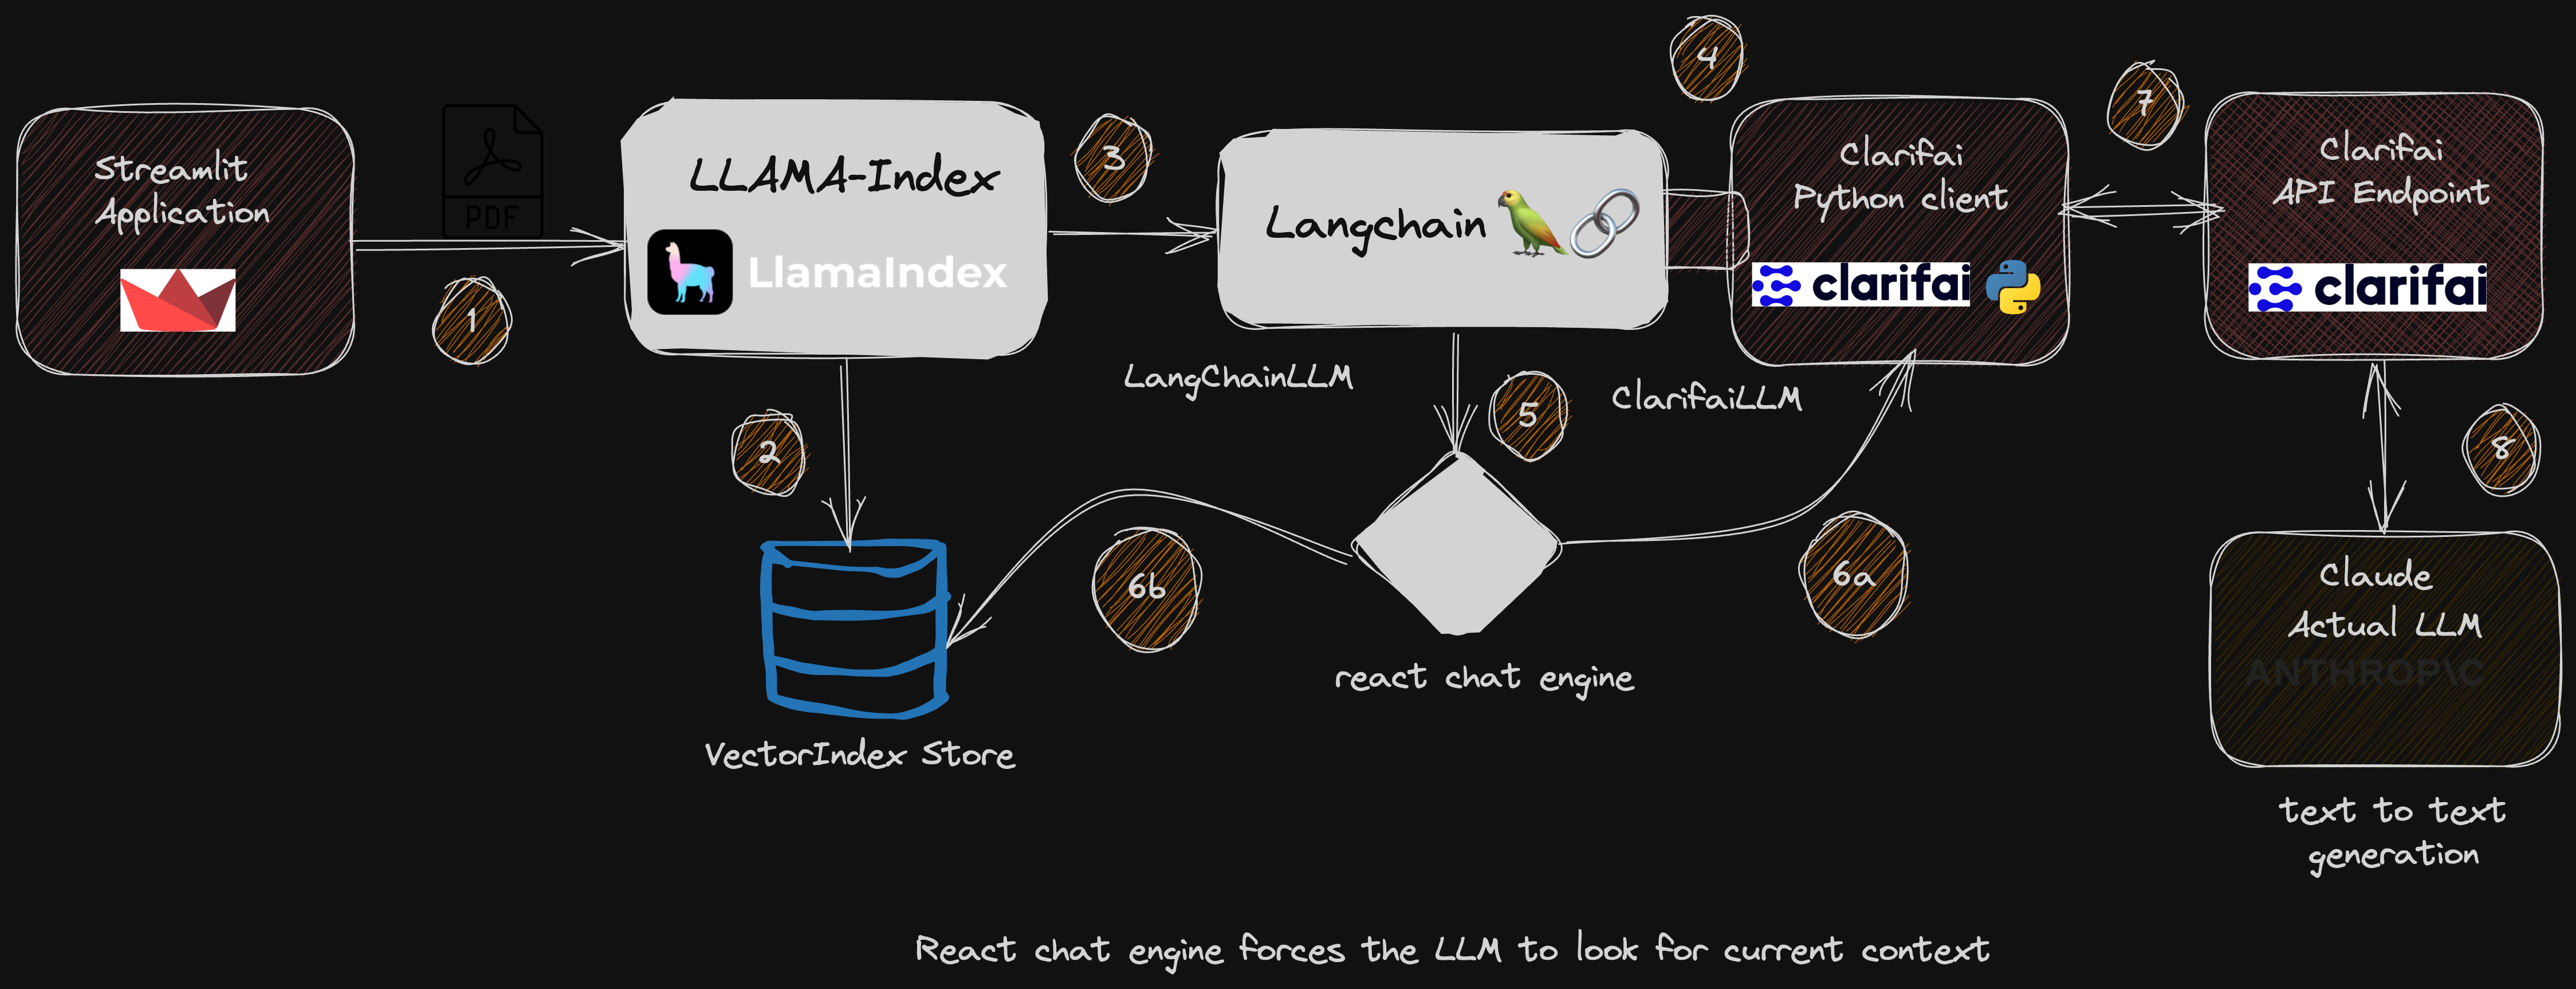 Streamlit
Application
PDF
1
LLAMA-Index
LlamaIndex
2
VectorIndex Store
3
LangChainLLM
Langchain
4
5
ClarifaiLLM
6b
6a
react chat engine
Clarifai
Python client
clarifai
7
Clarifai
API Endpoint
clarifai
8
Claude
Actual LLM
ANTHROP\C
text to text
generation
React chat engine forces the LLM to look for current context